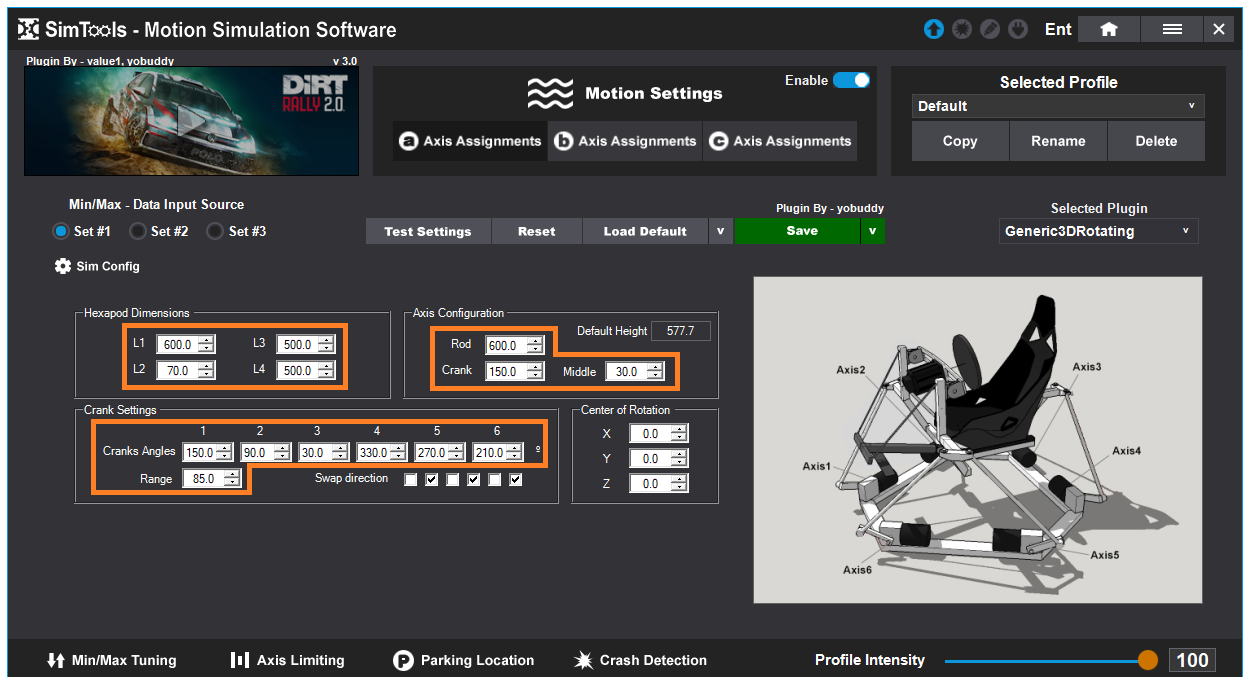 SimTools - Motion Simulation Software
Ent
Plugin By - value1, yobuddy
v 3.0
DiRT
RALLY 2.0
POLO
Motion Settings
Enable
a Axis Assignments
b Axis Assignments
c Axis Assignments
Selected Profile
Default
v
Copy
Rename
Delete
Min/Max - Data Input Source
Set #1
Set #2
Set #3
Test Settings
Reset
Load Default
v
Plugin By - yobuddy
Save
v
Selected Plugin
Generic3DRotating
v
Sim Config
Hexapod Dimensions
L1 600.0
L3 500.0
L2 70.0
L4 500.0
Axis Configuration
Rod 600.0
Default Height 577.7
Crank 150.0
Middle 30.0
Crank Settings
1 2 3 4 5 6
Cranks Angles 150.0 90.0 30.0 330.0 270.0 210.0 º
Range 85.0
Swap direction
Center of Rotation
X 0.0
Y 0.0
Z 0.0
Axis2
Axis3
Axis4
Axis1
Axis5
Axis6
Min/Max Tuning
Axis Limiting
P Parking Location
Crash Detection
Profile Intensity
100